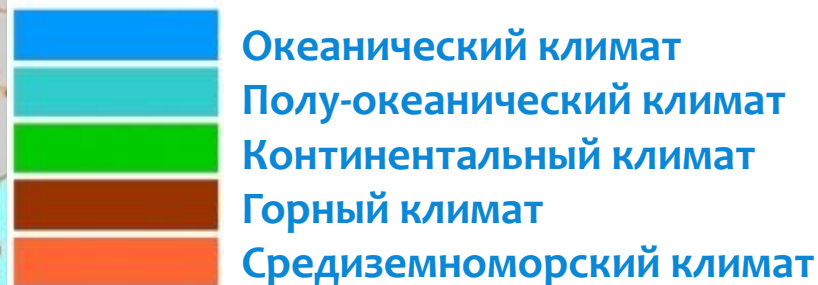 Океанический климат
Полу-океанический климат
Континентальный климат
Горный климат
Средиземноморский климат